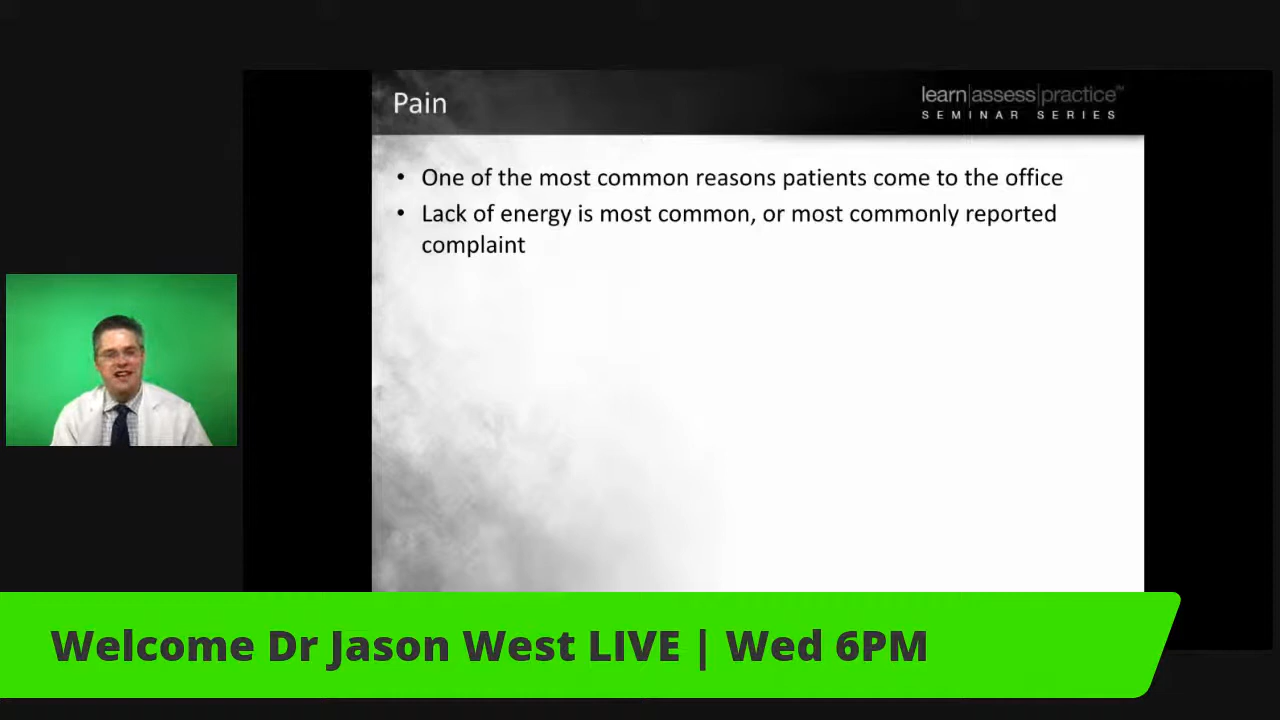 Pain
learn|assess|practice™
SEMINAR SERIES
• One of the most common reasons patients come to the office
• Lack of energy is most common, or most commonly reported
complaint
Welcome Dr Jason West LIVE | Wed 6PM